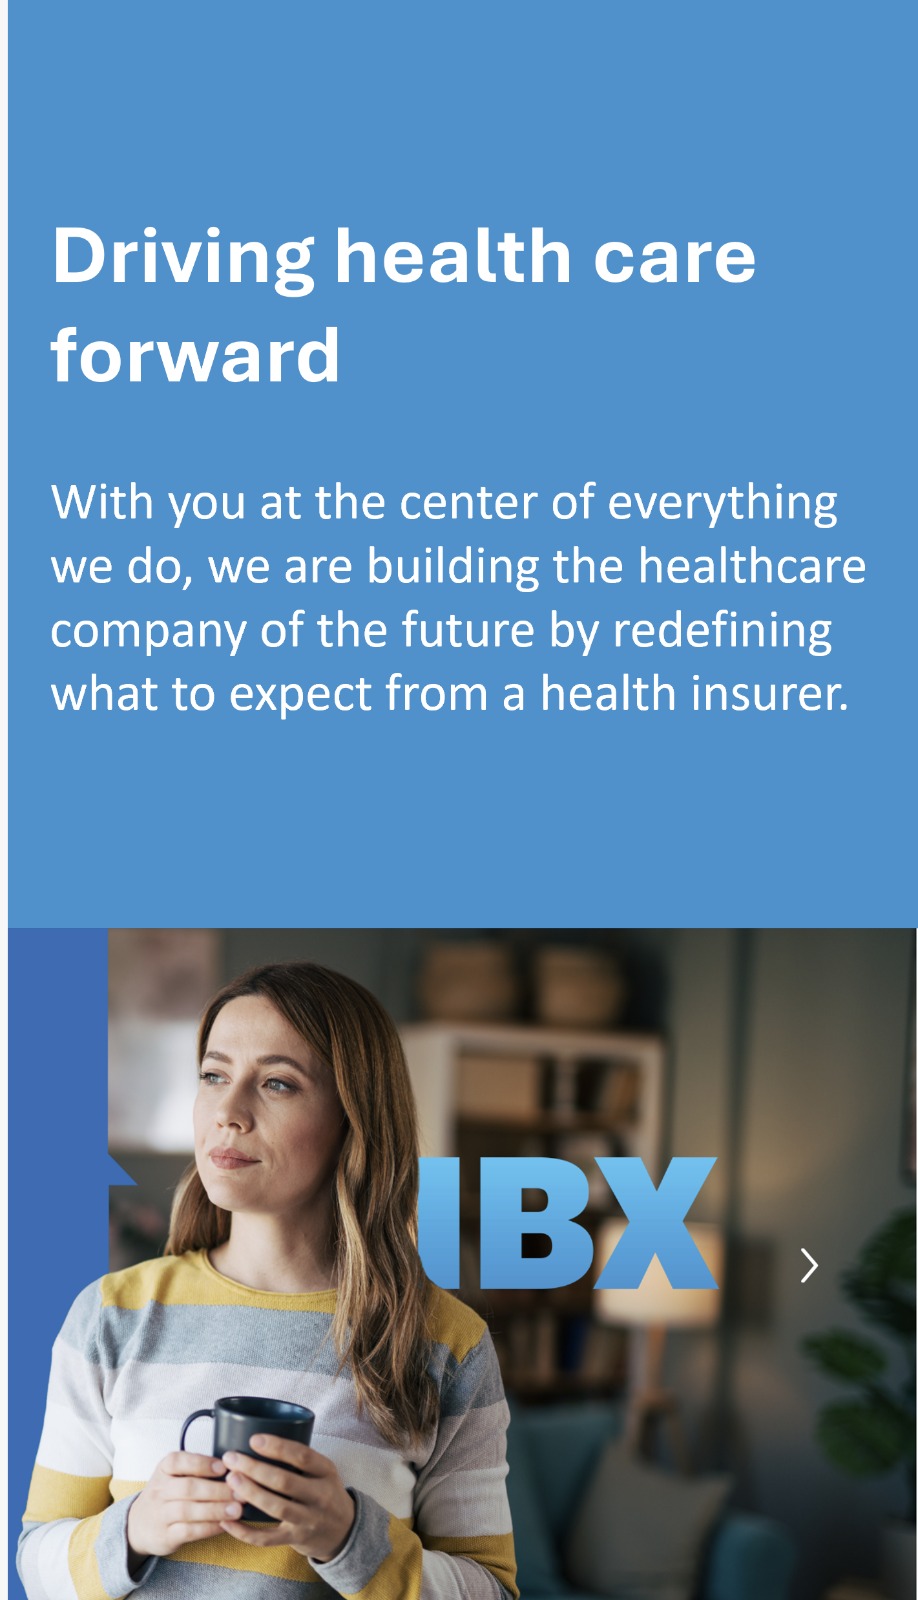 Driving health care
forward
With you at the center of everything
we do, we are building the healthcare
company of the future by redefining
what to expect from a health insurer.
IBX